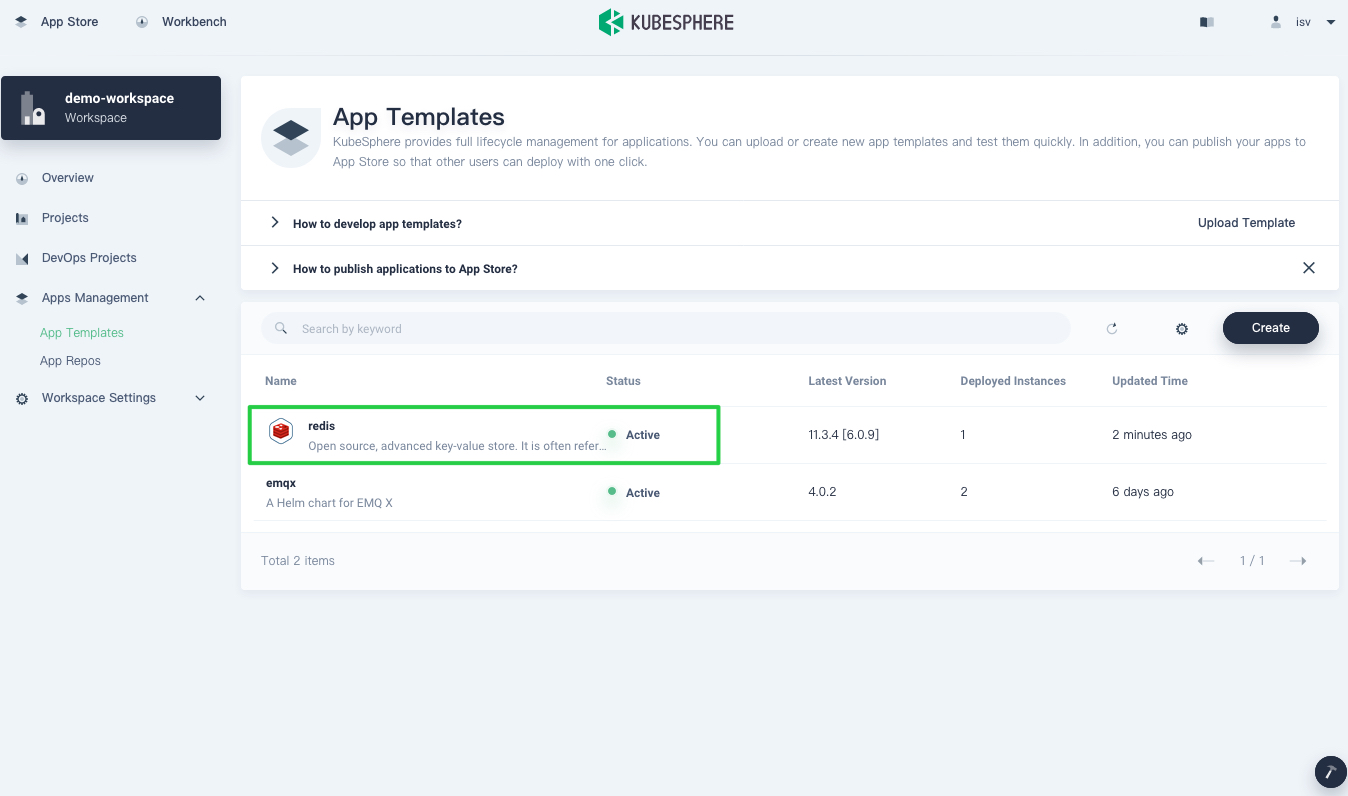 App Store
Workbench
KUBESPHERE
isv
demo-workspace
Workspace
Overview
Projects
DevOps Projects
Apps Management
App Templates
App Repos
Workspace Settings
App Templates
KubeSphere provides full lifecycle management for applications. You can upload or create new app templates and test them quickly. In addition, you can publish your apps to
App Store so that other users can deploy with one click.
How to develop app templates?
Upload Template
How to publish applications to App Store?
Search by keyword
Create
Name Status Latest Version Deployed Instances Updated Time
redis
Open source, advanced key-value store. It is often refer...
Active
11.3.4 [6.0.9]
1
2 minutes ago
emqx
A Helm chart for EMQ X
Active
4.0.2
2
6 days ago
Total 2 items
1 / 1